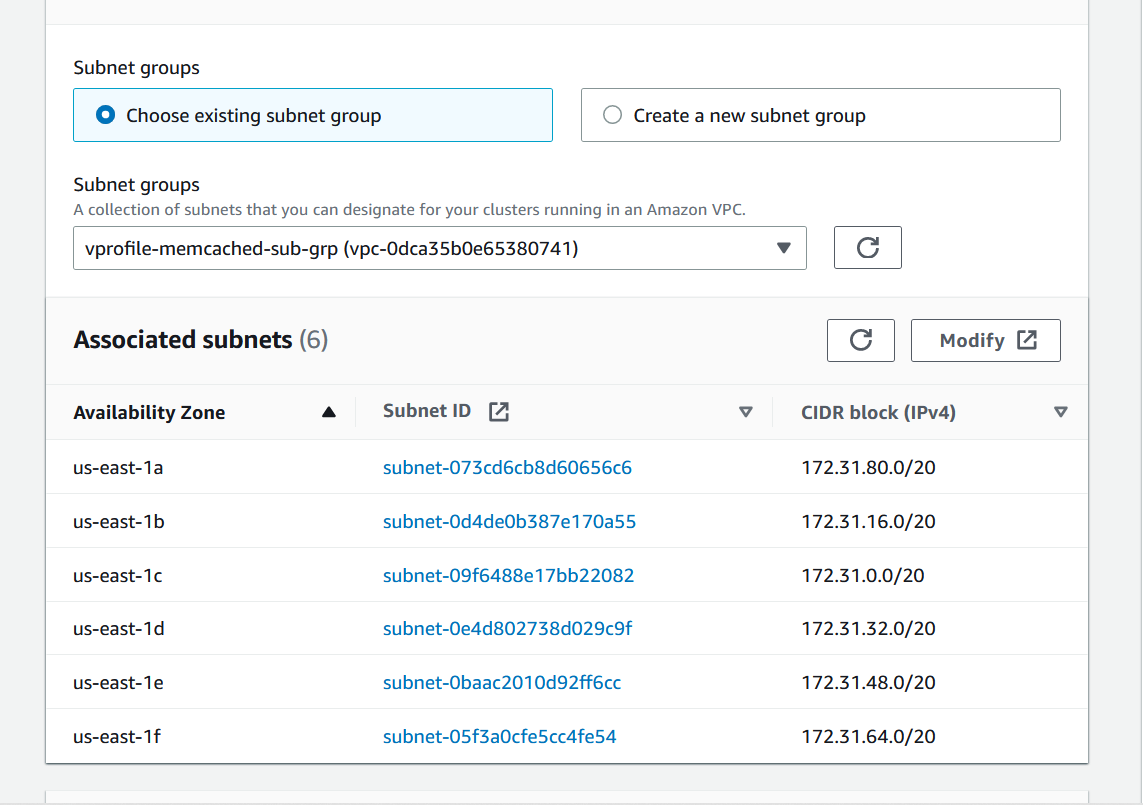 Subnet groups
Choose existing subnet group
Create a new subnet group
Subnet groups
A collection of subnets that you can designate for your clusters running in an Amazon VPC.
vprofile-memcached-sub-grp (vpc-0dca35b0e65380741)
Associated subnets (6)
Modify
Availability Zone Subnet ID CIDR block (IPv4)
us-east-1a subnet-073cd6cb8d60656c6 172.31.80.0/20
us-east-1b subnet-0d4de0b387e170a55 172.31.16.0/20
us-east-1c subnet-09f6488e17bb22082 172.31.0.0/20
us-east-1d subnet-0e4d802738d029c9f 172.31.32.0/20
us-east-1e subnet-0baac2010d92ff6cc 172.31.48.0/20
us-east-1f subnet-05f3a0cfe5cc4fe54 172.31.64.0/20